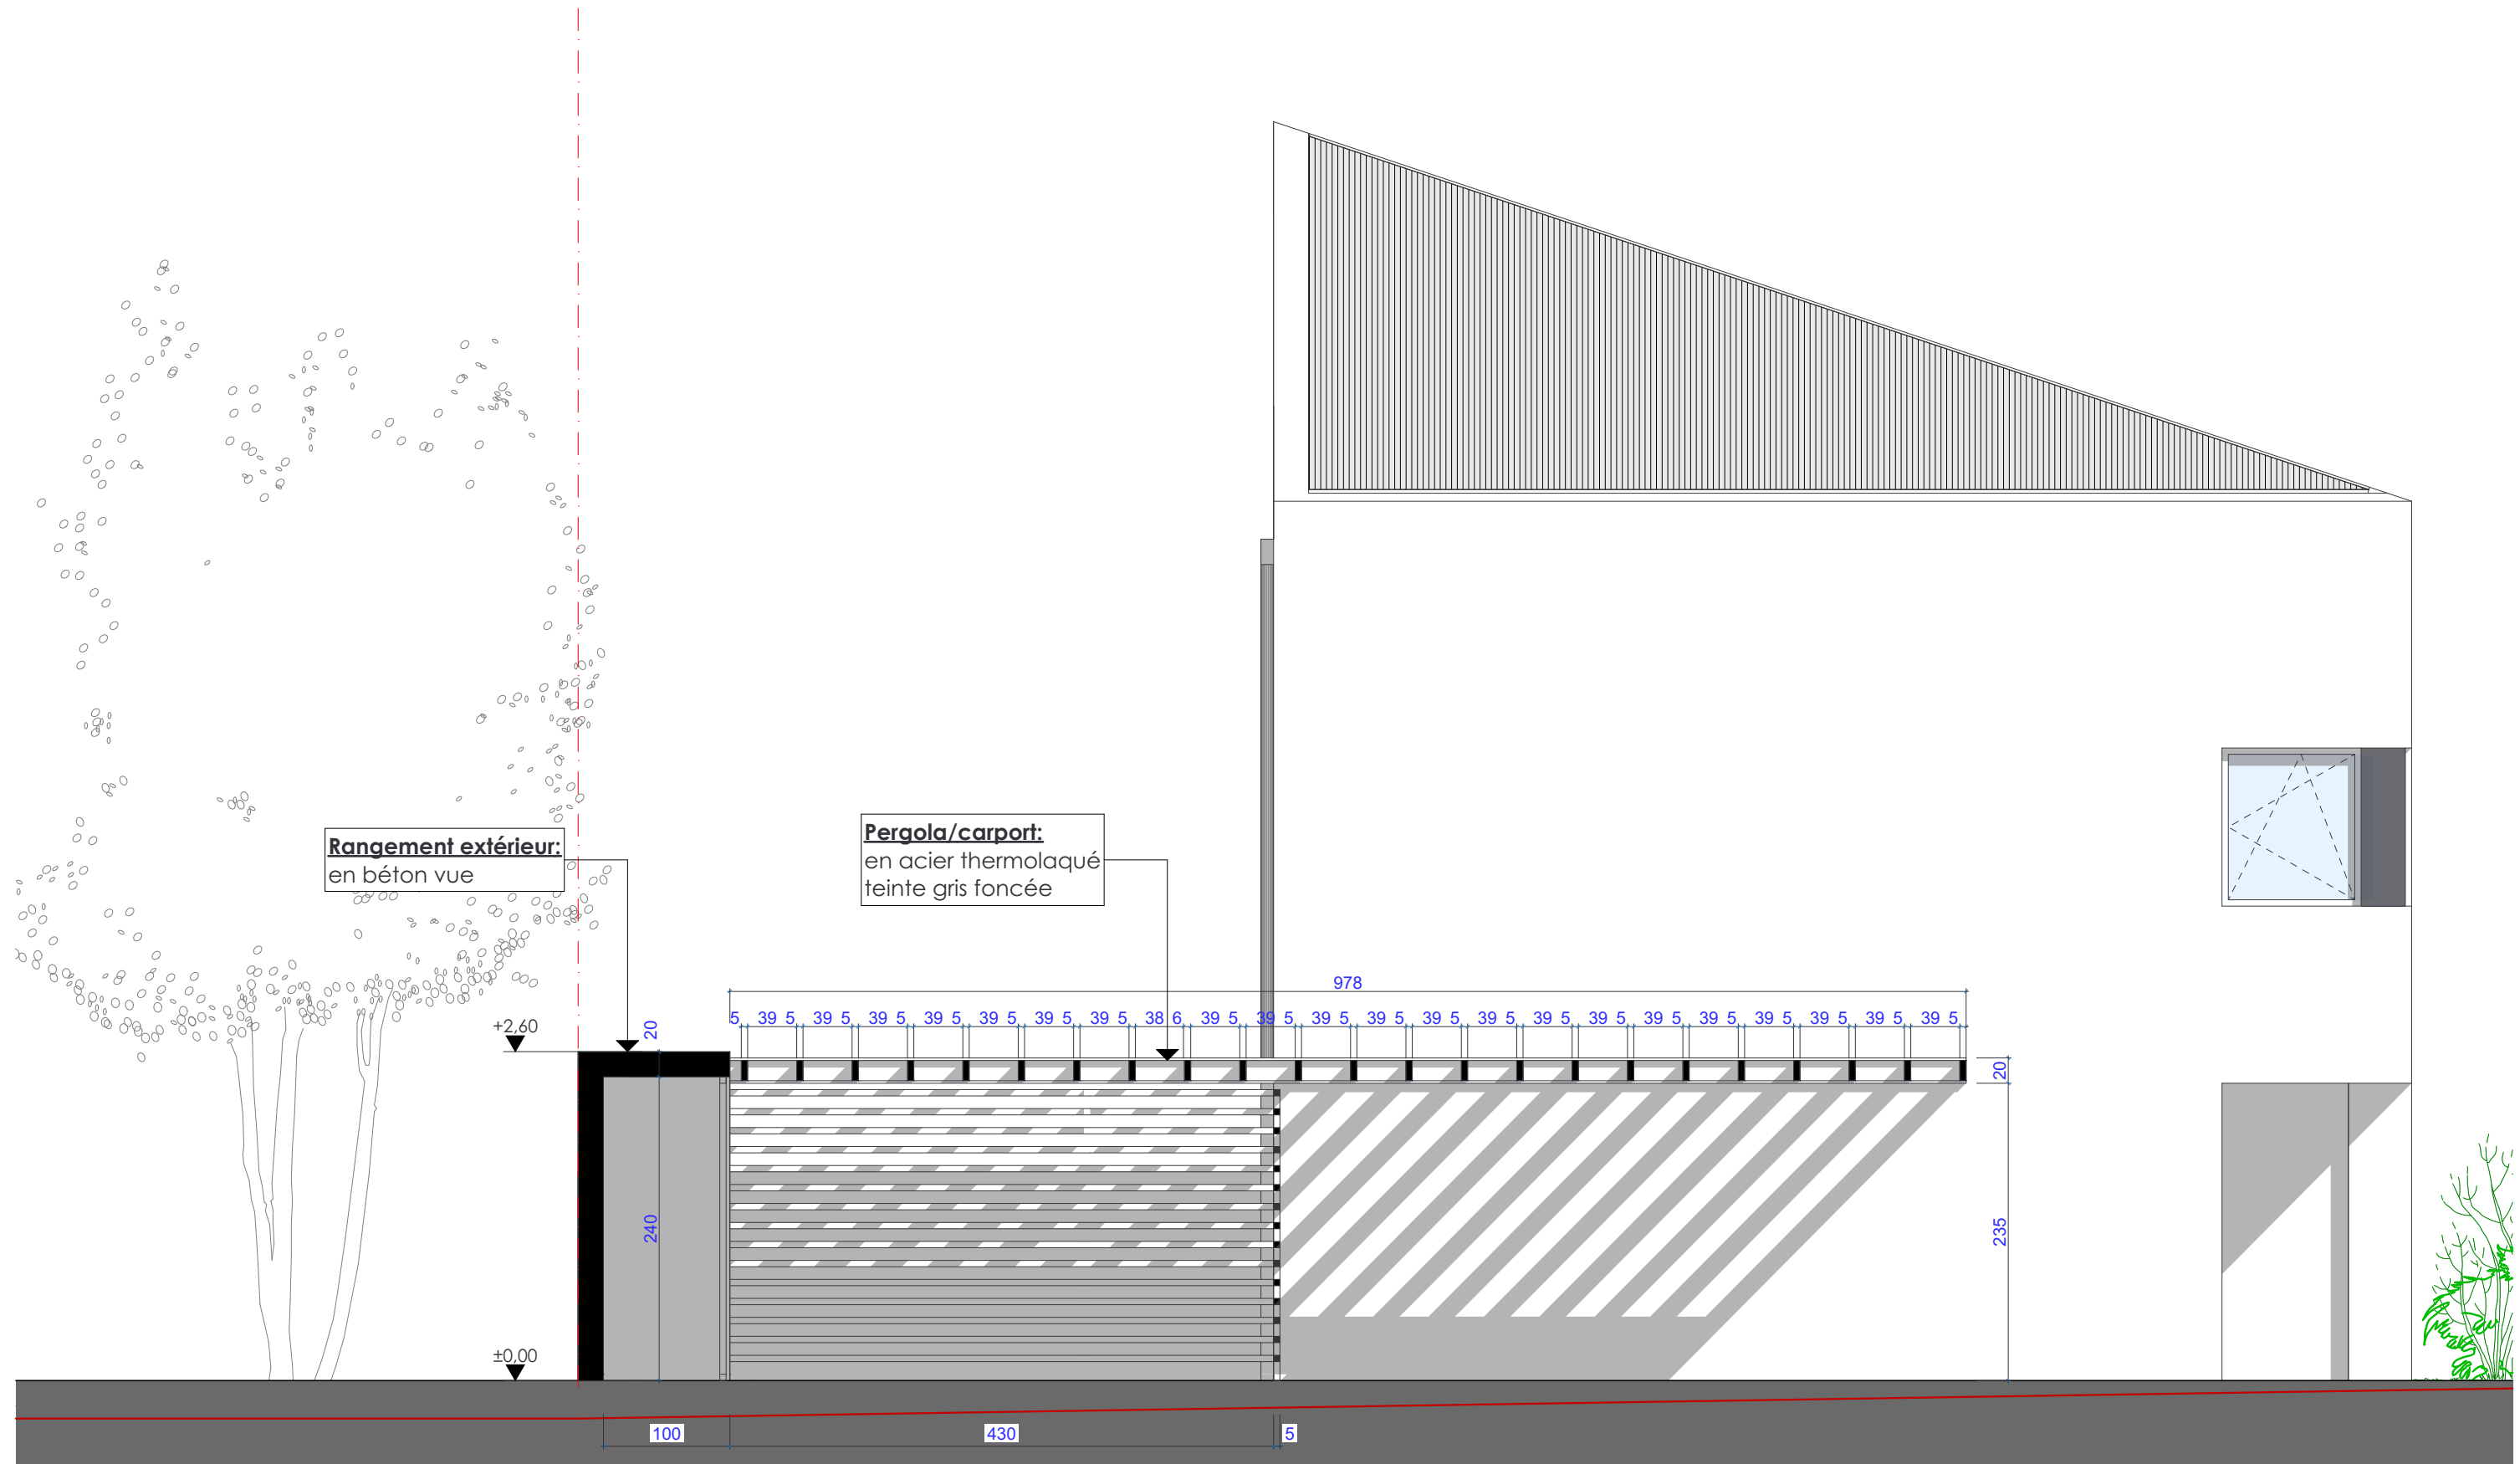 Rangement extérieur:
en béton vue
Pergola/carport:
en acier thermolaqué
teinte gris foncée
978
5 39 5 39 5 39 5 39 5 39 5 39 5 39 5 38 6 39 5 39 5 39 5 39 5 39 5 39 5 39 5 39 5 39 5 39 5 39 5 39 5 39 5 39 5
+2,60
20
20
240
235
±0,00
100
430
5